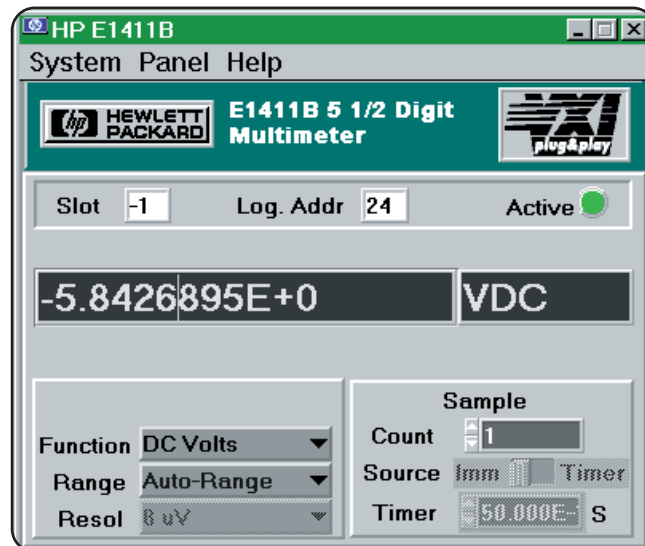 HP E1411B
System Panel Help
hp HEWLETT PACKARD
E1411B 5 1/2 Digit Multimeter
VXI plug&play
Slot -1 Log. Addr 24 Active
-5.8426895E+0 VDC
Function DC Volts
Range Auto-Range
Resol 8 uV
Sample
Count 1
Source Imm Timer
Timer 50.000E- S